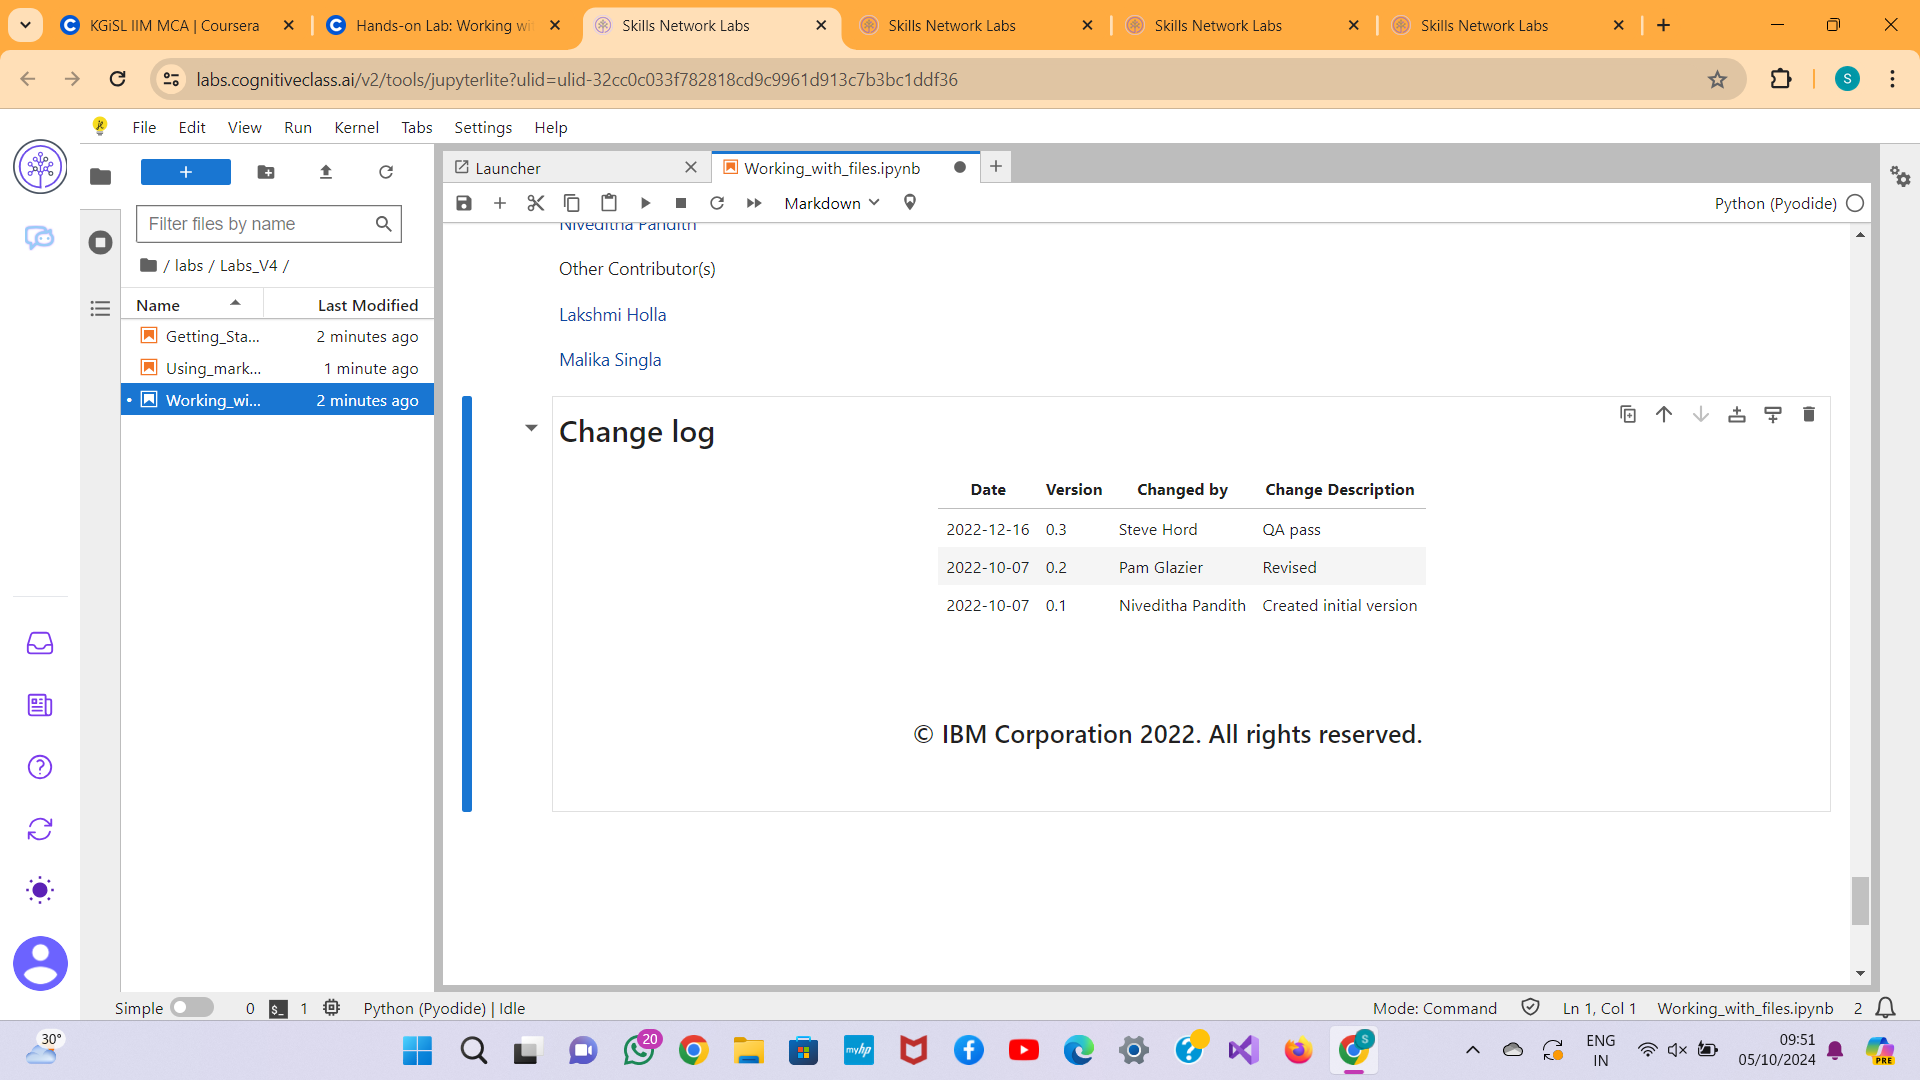 KGiSL IIM MCA | Coursera
Hands-on Lab: Working wi
Skills Network Labs
Skills Network Labs
Skills Network Labs
Skills Network Labs
labs.cognitiveclass.ai/v2/tools/jupyterlite?ulid=ulid-32cc0c033f782818cd9c9961d913c7b3bc1ddf36
S
File Edit View Run Kernel Tabs Settings Help
Filter files by name
/ labs / Labs_V4 /
Name Last Modified
Getting_Sta... 2 minutes ago
Using_mark... 1 minute ago
Working_wi... 2 minutes ago
Launcher
Working_with_files.ipynb
Markdown
Python (Pyodide)
Niveditha Pandith
Other Contributor(s)
Lakshmi Holla
Malika Singla
Change log
Date Version Changed by Change Description
2022-12-16 0.3 Steve Hord QA pass
2022-10-07 0.2 Pam Glazier Revised
2022-10-07 0.1 Niveditha Pandith Created initial version
© IBM Corporation 2022. All rights reserved.
Simple 0 $_ 1 Python (Pyodide) | Idle
Mode: Command Ln 1, Col 1 Working_with_files.ipynb 2
30°
20
myhp
S
ENG
IN
09:51
05/10/2024
PRE